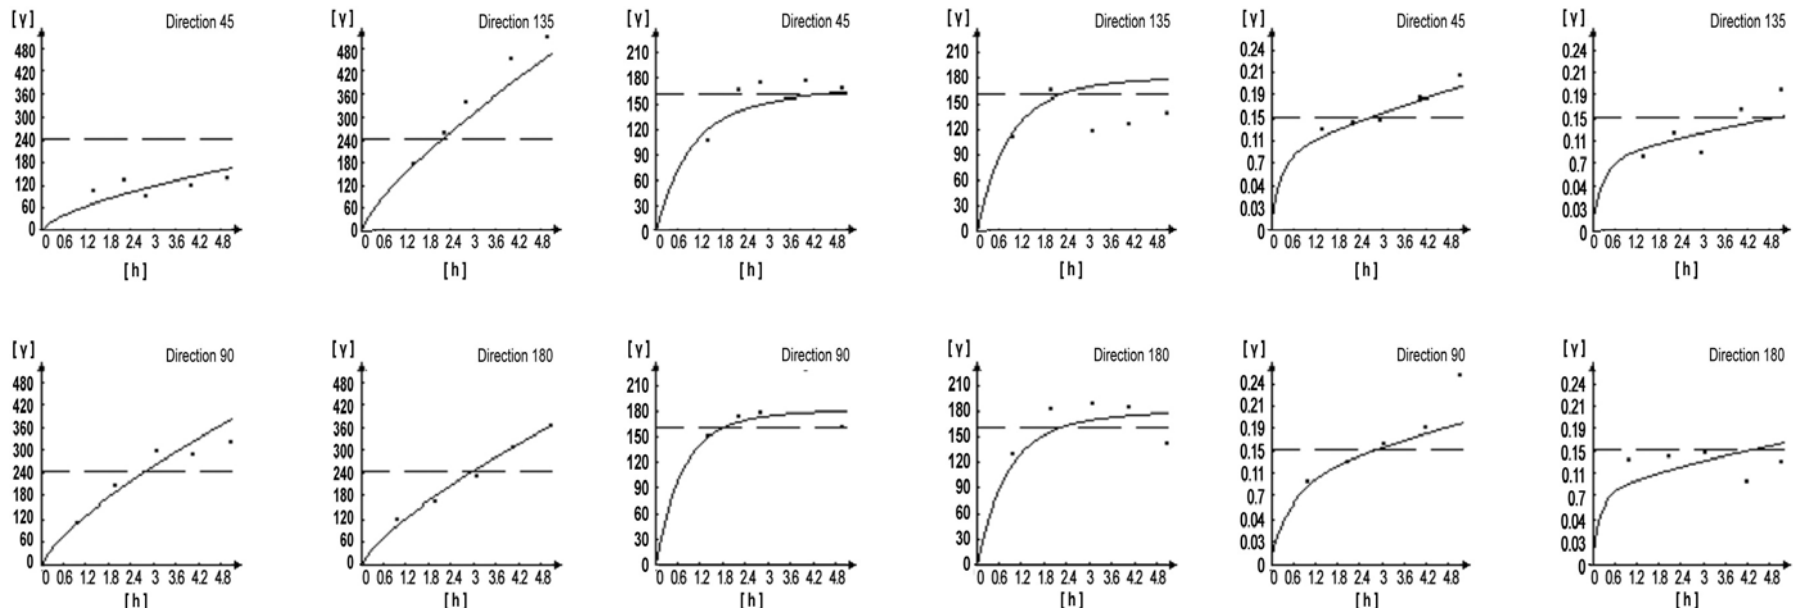 [γ] Direction 45 [γ] Direction 135 [γ] Direction 45 [γ] Direction 135 [γ] Direction 45 [γ] Direction 135
480 480 210 210 0.24 0.24
420 420 180 180 0.21 0.21
360 360 150 150 0.19 0.19
300 300 120 120 0.15 0.15
240 240 90 90 0.11 0.11
180 180 60 60 0.7 0.7
120 120 30 30 0.04 0.04
60 60 0 0 0.03 0.03
0 0 0 0
0 0.6 1.2 1.8 2.4 3 3.6 4.2 4.8 0 0.6 1.2 1.8 2.4 3 3.6 4.2 4.8 0 0.6 1.2 1.8 2.4 3 3.6 4.2 4.8 0 0.6 1.2 1.8 2.4 3 3.6 4.2 4.8 0 0.6 1.2 1.8 2.4 3 3.6 4.2 4.8 0 0.6 1.2 1.8 2.4 3 3.6 4.2 4.8
[h] [h] [h] [h] [h] [h]
[γ] Direction 90 [γ] Direction 180 [γ] Direction 90 [γ] Direction 180 [γ] Direction 90 [γ] Direction 180
480 480 210 210 0.24 0.24
420 420 180 180 0.21 0.21
360 360 150 150 0.19 0.19
300 300 120 120 0.15 0.15
240 240 90 90 0.11 0.11
180 180 60 60 0.7 0.7
120 120 30 30 0.04 0.04
60 60 0 0 0.03 0.03
0 0 0 0
0 0.6 1.2 1.8 2.4 3 3.6 4.2 4.8 0 0.6 1.2 1.8 2.4 3 3.6 4.2 4.8 0 0.6 1.2 1.8 2.4 3 3.6 4.2 4.8 0 0.6 1.2 1.8 2.4 3 3.6 4.2 4.8 0 0.6 1.2 1.8 2.4 3 3.6 4.2 4.8 0 0.6 1.2 1.8 2.4 3 3.6 4.2 4.8
[h] [h] [h] [h] [h] [h]